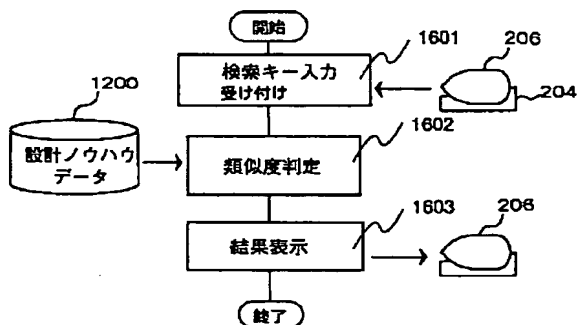 開始
1601
検索キー入力
受け付け
206
204
1200
設計ノウハウ
データ
1602
類似度判定
1603
結果表示
206
終了